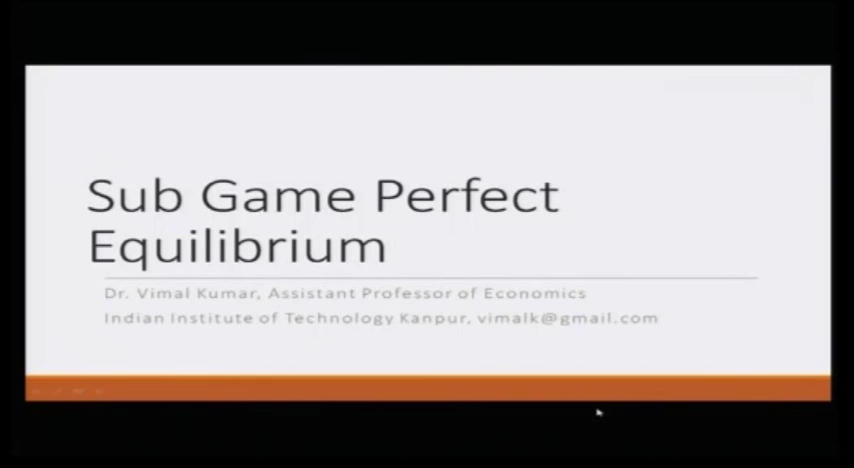 Sub Game Perfect
Equilibrium
Dr. Vimal Kumar, Assistant Professor of Economics
Indian Institute of Technology Kanpur, vimalk@gmail.com